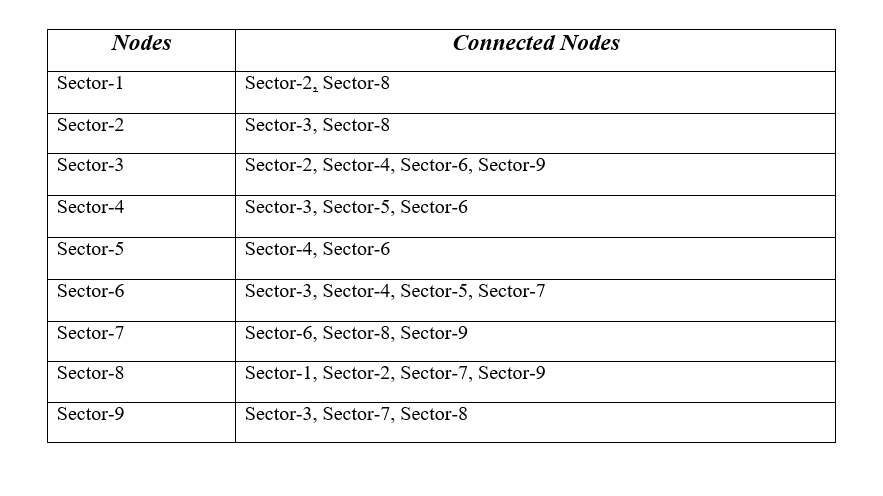 Nodes Connected Nodes
Sector-1 Sector-2, Sector-8
Sector-2 Sector-3, Sector-8
Sector-3 Sector-2, Sector-4, Sector-6, Sector-9
Sector-4 Sector-3, Sector-5, Sector-6
Sector-5 Sector-4, Sector-6
Sector-6 Sector-3, Sector-4, Sector-5, Sector-7
Sector-7 Sector-6, Sector-8, Sector-9
Sector-8 Sector-1, Sector-2, Sector-7, Sector-9
Sector-9 Sector-3, Sector-7, Sector-8